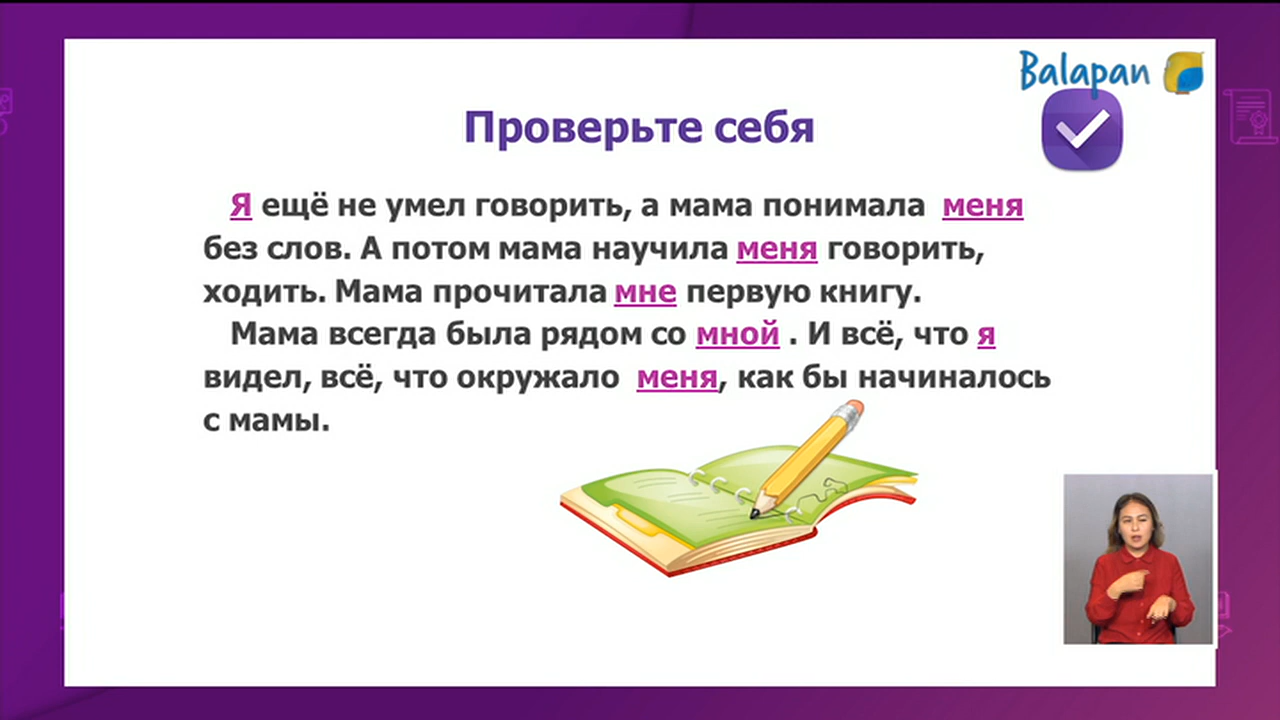 Balapan
Проверьте себя
Я ещё не умел говорить, а мама понимала меня
без слов. А потом мама научила меня говорить,
ходить. Мама прочитала мне первую книгу.
Мама всегда была рядом со мной . И всё, что я
видел, всё, что окружало меня, как бы начиналось
с мамы.